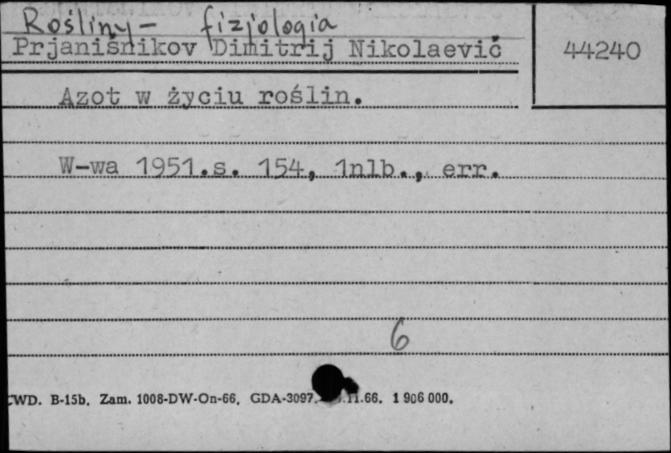 Rośliny - fizjologia
Prjanišnikov Dimitrij Nikolaevič
44240
Azot w życiu roślin.
W-wa 1951.s. 154, 1nlb., err.
6
CWD. B-15b. Zam. 1008-DW-On-66. GDA-3097. .11.66. 1 906 000.